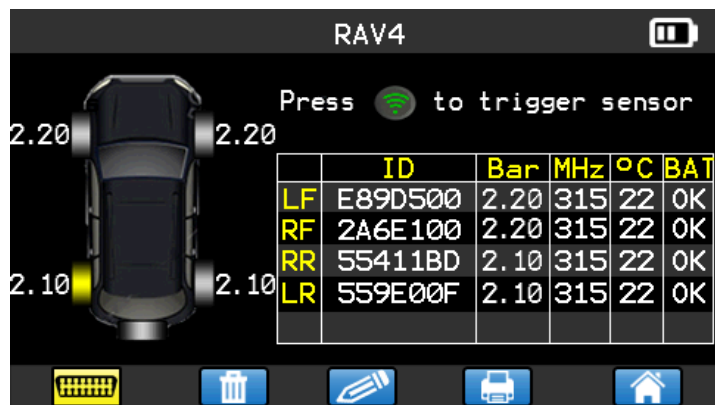 RAV4
Press to trigger sensor
2.20 2.20
ID Bar MHz ºC BAT
LF E89D500 2.20 315 22 OK
RF 2A6E100 2.20 315 22 OK
RR 55411BD 2.10 315 22 OK
2.10 2.10
LR 559E00F 2.10 315 22 OK